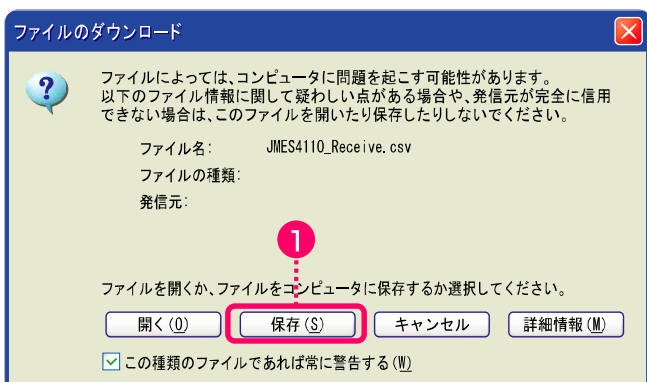 ファイルのダウンロード
ファイルによっては、コンピュータに問題を起こす可能性があります。
以下のファイル情報に関して疑わしい点がある場合や、発信元が完全に信用
できない場合は、このファイルを開いたり保存したりしないでください。
ファイル名: JMES4110_Receive.csv
ファイルの種類:
発信元:
1
ファイルを開くか、ファイルをコンピュータに保存するか選択してください。
開く(O) 保存(S) キャンセル 詳細情報(M)
この種類のファイルであれば常に警告する(W)